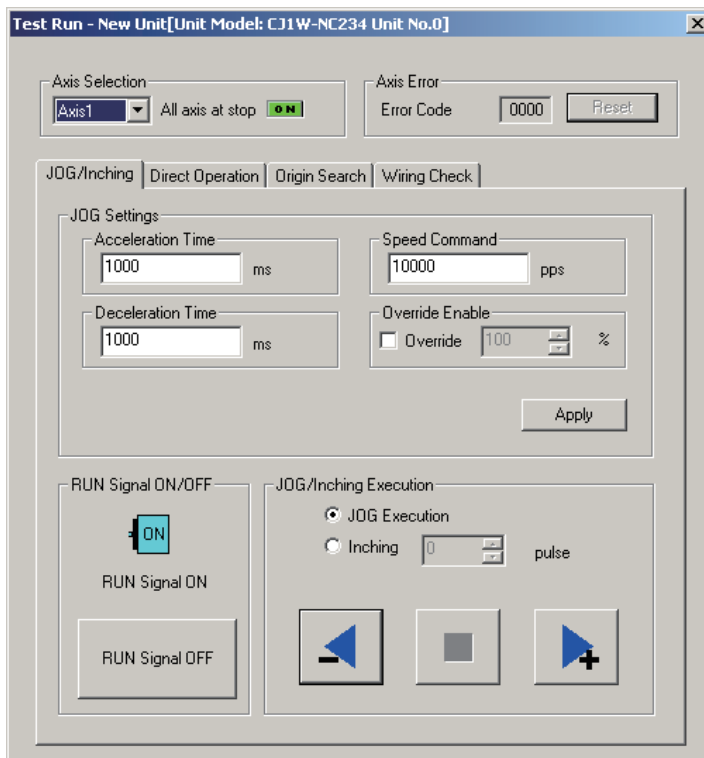 Test Run - New Unit[Unit Model: CJ1W-NC234 Unit No.0]
Axis Selection
Axis1 All axis at stop ON
Axis Error
Error Code 0000 Reset
JOG/Inching Direct Operation Origin Search Wiring Check
JOG Settings
Acceleration Time
1000 ms
Speed Command
10000 pps
Deceleration Time
1000 ms
Override Enable
Override 100 %
Apply
RUN Signal ON/OFF
ON
RUN Signal ON
RUN Signal OFF
JOG/Inching Execution
JOG Execution
Inching 0 pulse
- +